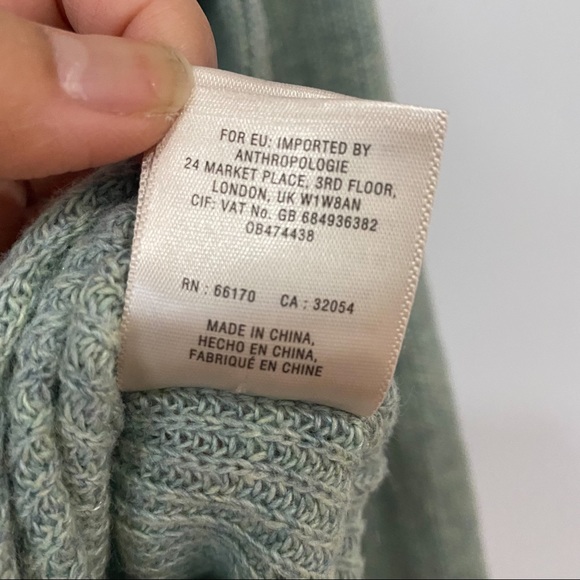 FOR EU: IMPORTED BY
ANTHROPOLOGIE
24 MARKET PLACE, 3RD FLOOR,
LONDON, UK W1W8AN
CIF: VAT No. GB 684936382
OB474438
RN : 66170 CA : 32054
MADE IN CHINA,
HECHO EN CHINA,
FABRIQUÉ EN CHINE